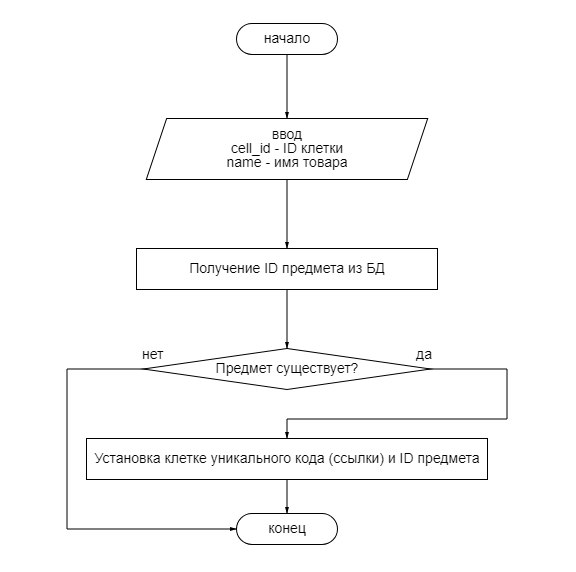 начало
ввод
cell_id - ID клетки
name - имя товара
Получение ID предмета из БД
нет
да
Предмет существует?
Установка клетке уникального кода (ссылки) и ID предмета
конец